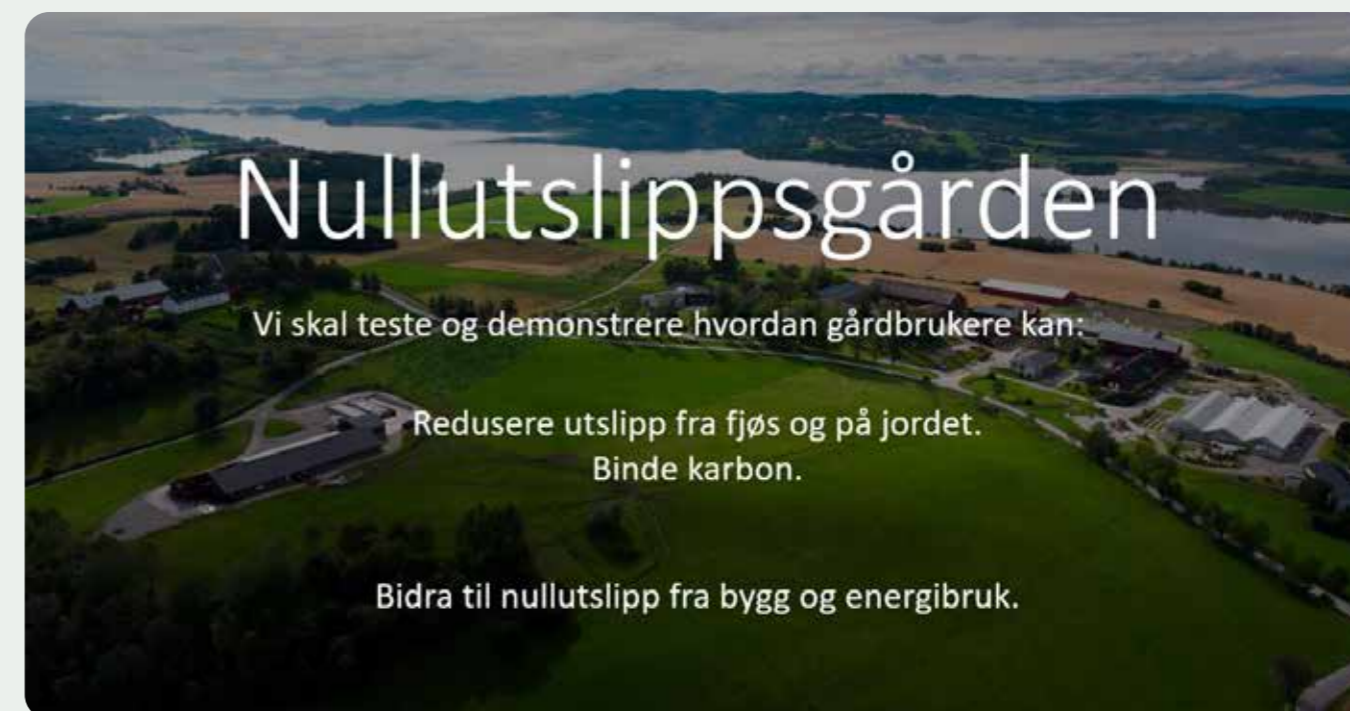 Nullutslippsgården
Vi skal teste og demonstrere hvordan gårdbrukere kan:
Redusere utslipp fra fjøs og på jordet.
Binde karbon.
Bidra til nullutslipp fra bygg og energibruk.